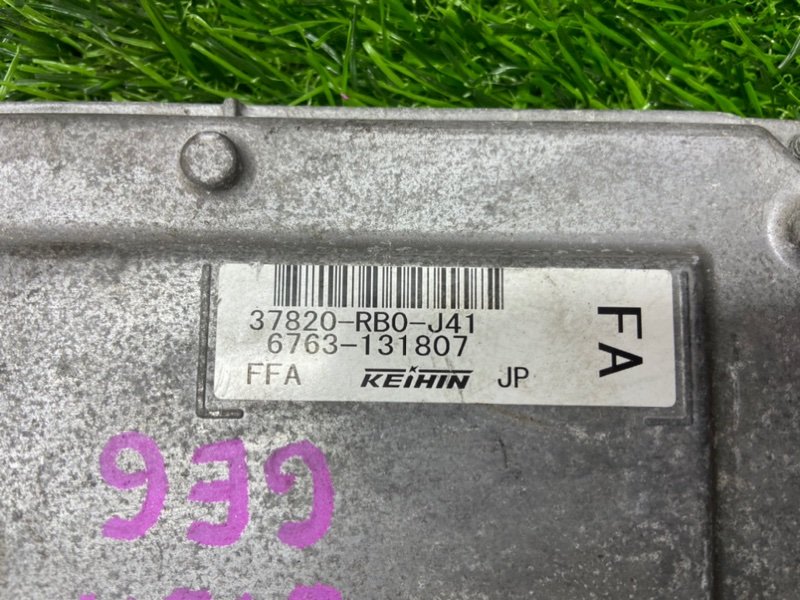 37820-RB0-J41
6763-131807
FFA KEIHIN JP
FA
GE6